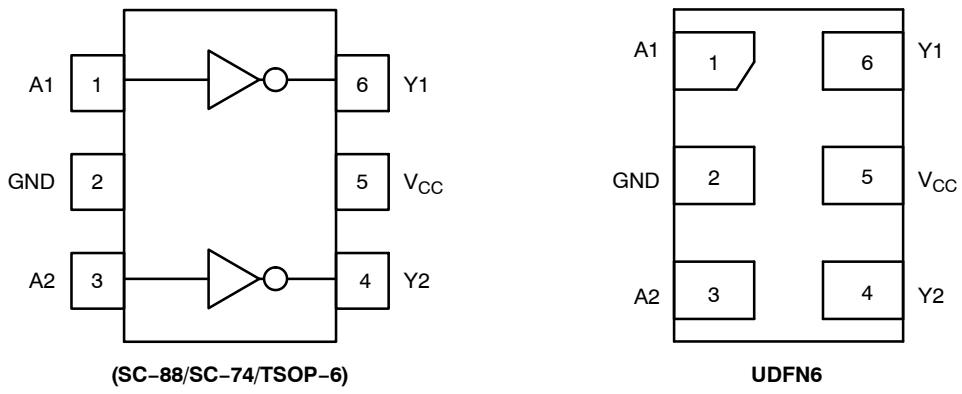 A1 1 6 Y1
GND 2 5 VCC
A2 3 4 Y2
(SC–88/SC–74/TSOP–6)
A1 1 6 Y1
GND 2 5 VCC
A2 3 4 Y2
UDFN6